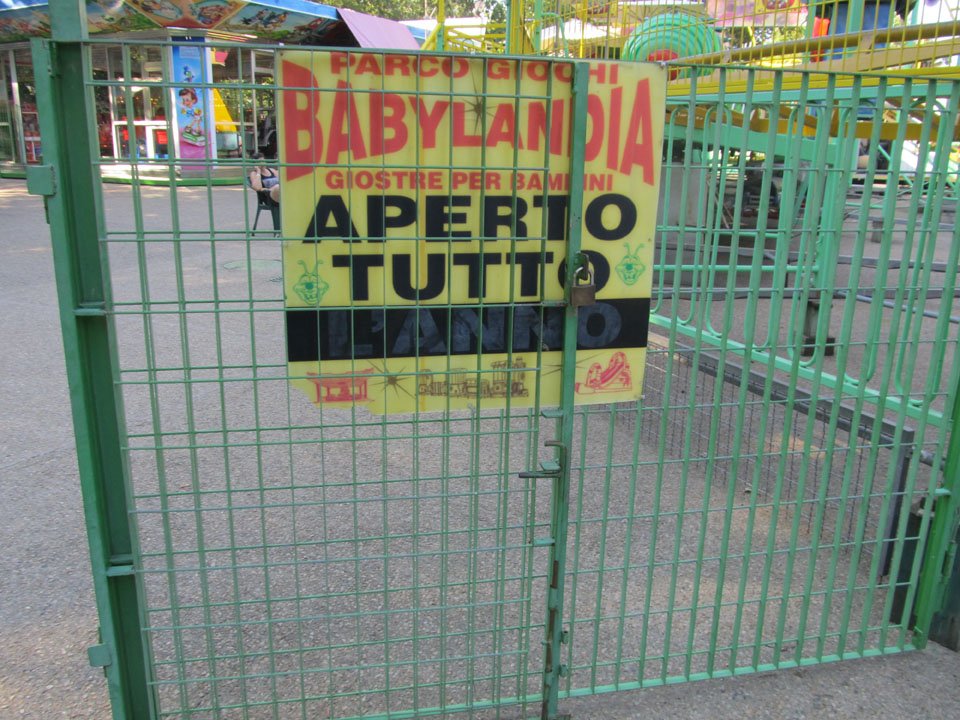 PARCO GIOCHI
BABYLANDIA
GIOSTRE PER BAMBINI
APERTO
TUTTO
L'ANNO